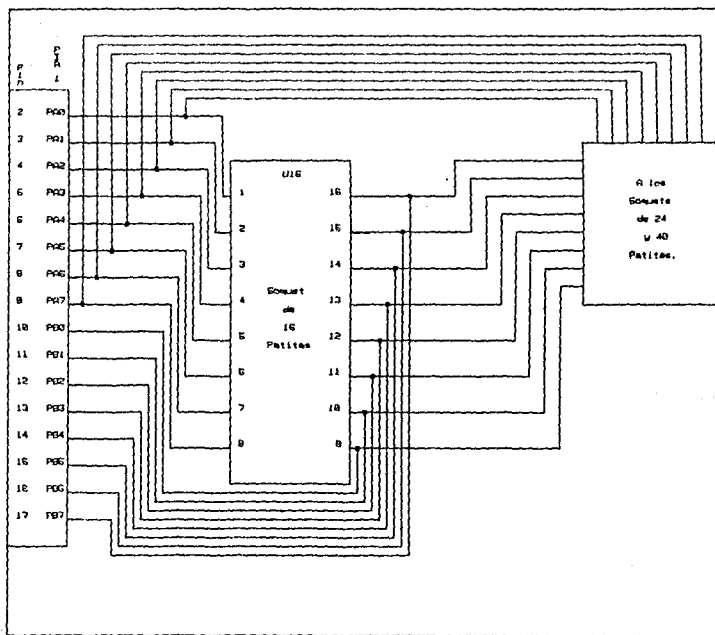 PIN PIA 1
2 PA0
3 PA1
4 PA2
5 PA3
6 PA4
7 PA5
8 PA6
9 PA7
10 PB0
11 PB1
12 PB2
13 PB3
14 PB4
15 PB5
16 PB6
17 PB7
U16
1 16
2 15
3 14
4 13
5 12
6 11
7 10
8 9
Soquet
de
16
Patitas
A los
Soquets
de 24
y 40
Patitas.